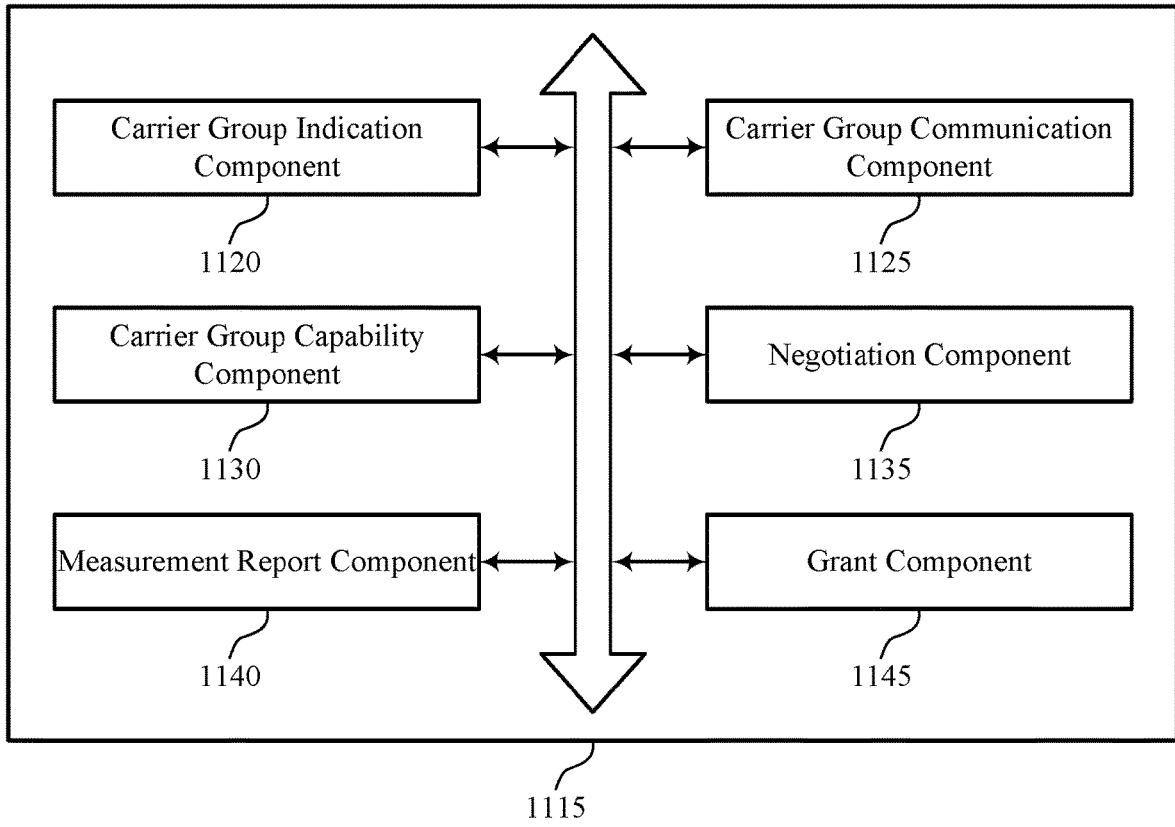 Carrier Group Indication
Component
1120
Carrier Group Communication
Component
1125
Carrier Group Capability
Component
1130
Negotiation Component
1135
Measurement Report Component
1140
Grant Component
1145
1115